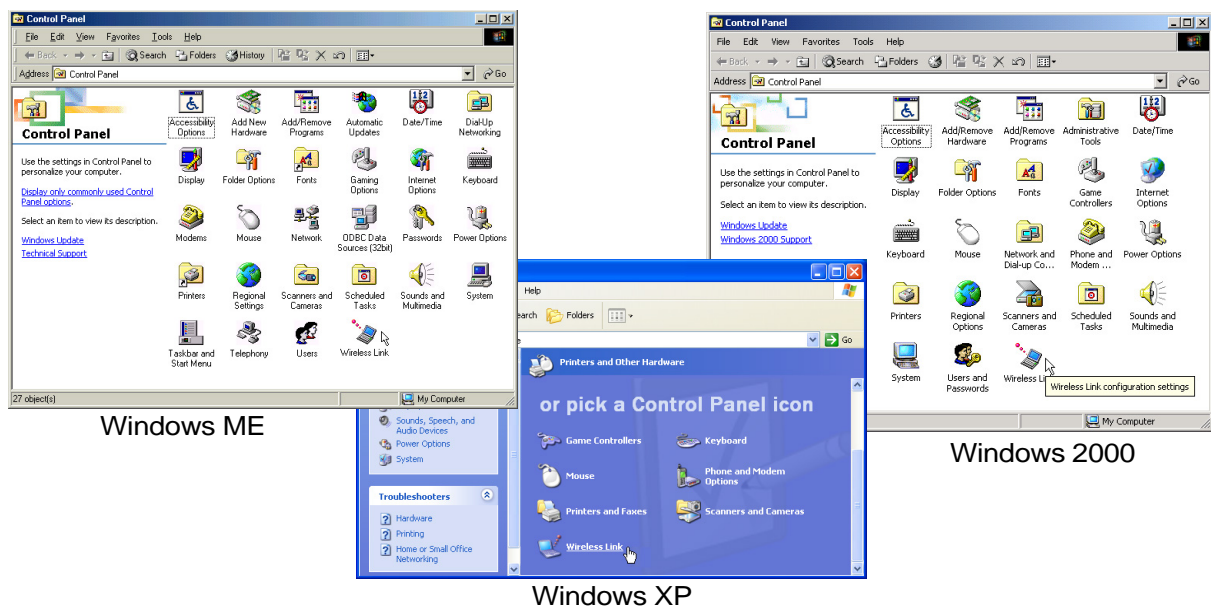 Control Panel
File Edit View Favorites Tools Help
Back Search Folders History
Address Control Panel Go
Control Panel
Use the settings in Control Panel to
personalize your computer.
Display only commonly used Control
Panel options.
Select an item to view its description.
Windows Update
Technical Support
Accessibility Options
Add New Hardware
Add/Remove Programs
Automatic Updates
Date/Time
Dial-Up Networking
Display
Folder Options
Fonts
Gaming Options
Internet Options
Keyboard
Modems
Mouse
Network
ODBC Data Sources (32bit)
Passwords
Power Options
Printers
Regional Settings
Scanners and Cameras
Scheduled Tasks
Sounds and Multimedia
System
Taskbar and Start Menu
Telephony
Users
Wireless Link
27 object(s) My Computer
Windows ME
Control Panel
File Edit View Favorites Tools Help
Back Search Folders
Address Control Panel Go
Control Panel
Use the settings in Control Panel to
personalize your computer.
Select an item to view its description.
Windows Update
Windows 2000 Support
Accessibility Options
Add/Remove Hardware
Add/Remove Programs
Administrative Tools
Date/Time
Display
Folder Options
Fonts
Game Controllers
Internet Options
Keyboard
Mouse
Network and Dial-up Co...
Phone and Modem ...
Power Options
Printers
Regional Options
Scanners and Cameras
Scheduled Tasks
Sounds and Multimedia
System
Users and Passwords
Wireless
Wireless Link configuration settings
My Computer
Windows 2000
Help
Folders
Go
Printers and Other Hardware
or pick a Control Panel icon
Game Controllers
Keyboard
Mouse
Phone and Modem Options
Printers and Faxes
Scanners and Cameras
Wireless Link
Sounds, Speech, and
Audio Devices
Power Options
System
Troubleshooters
Hardware
Printing
Home or Small Office
Networking
Windows XP